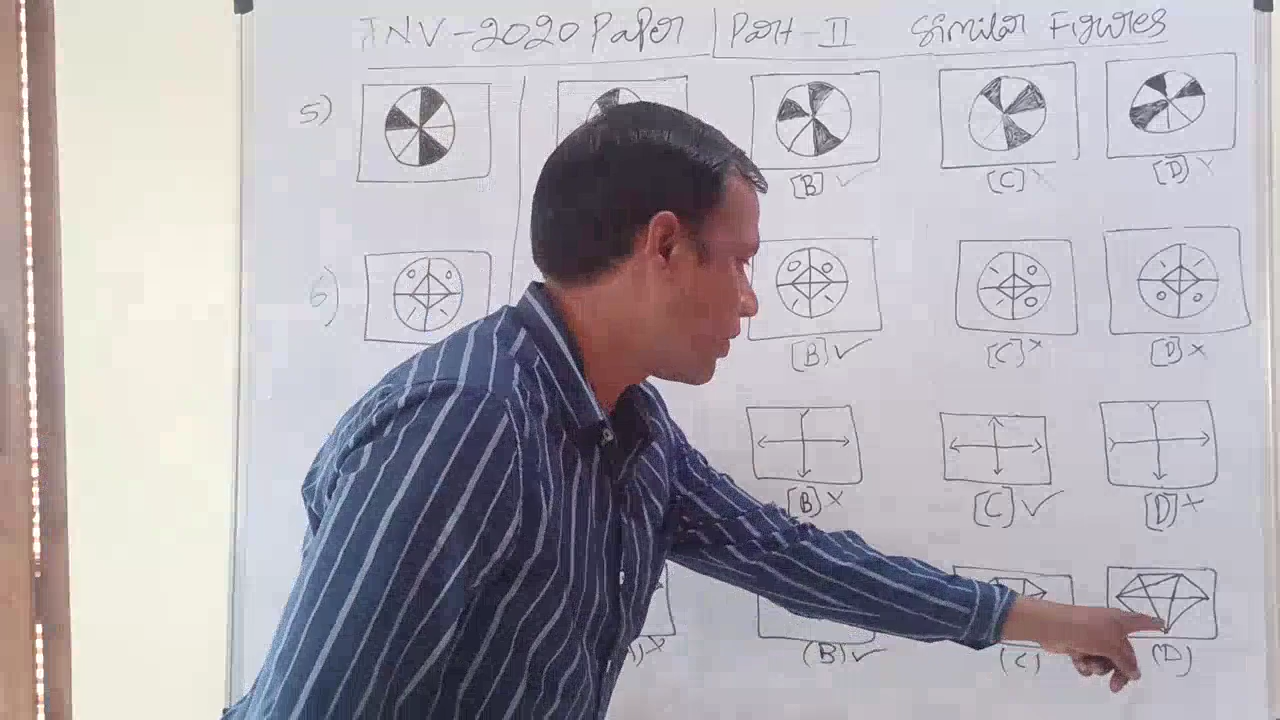 JNV-2020 Paper | Part-II Similar Figures
5)
[B] ✓ [C] × [D] ×
6)
[B] ✓ [C] × [D] ×
[B] × [C] ✓ [D] ×
(B) ✓ (C) (D)